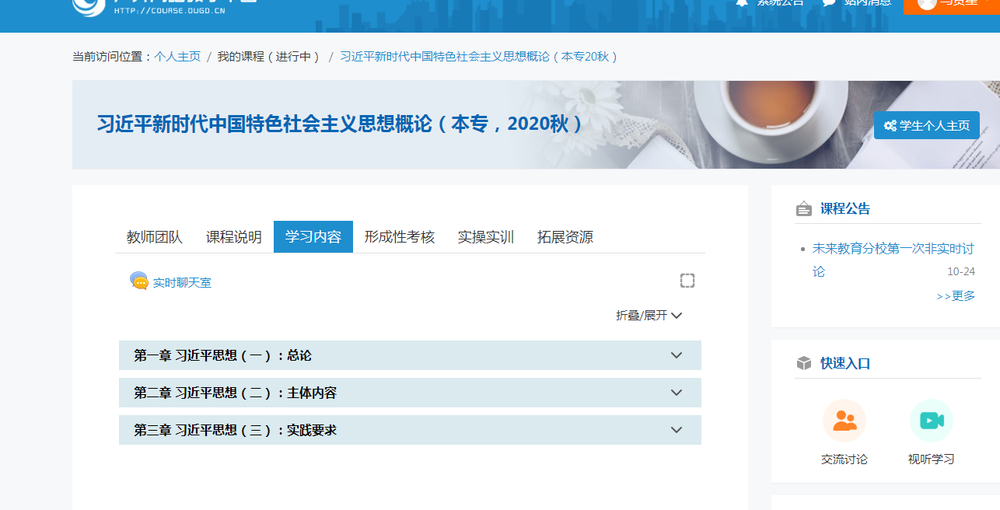 HTTP://COURSE.OUGD.CN
系统公告
站内消息
当前访问位置：个人主页 / 我的课程（进行中） / 习近平新时代中国特色社会主义思想概论（本专20秋）
习近平新时代中国特色社会主义思想概论（本专，2020秋）
学生个人主页
教师团队 课程说明 学习内容 形成性考核 实操实训 拓展资源
实时聊天室
折叠/展开
第一章 习近平思想（一）：总论
第二章 习近平思想（二）：主体内容
第三章 习近平思想（三）：实践要求
课程公告
未来教育分校第一次非实时讨
论 10-24
>>更多
快速入口
交流讨论 视听学习